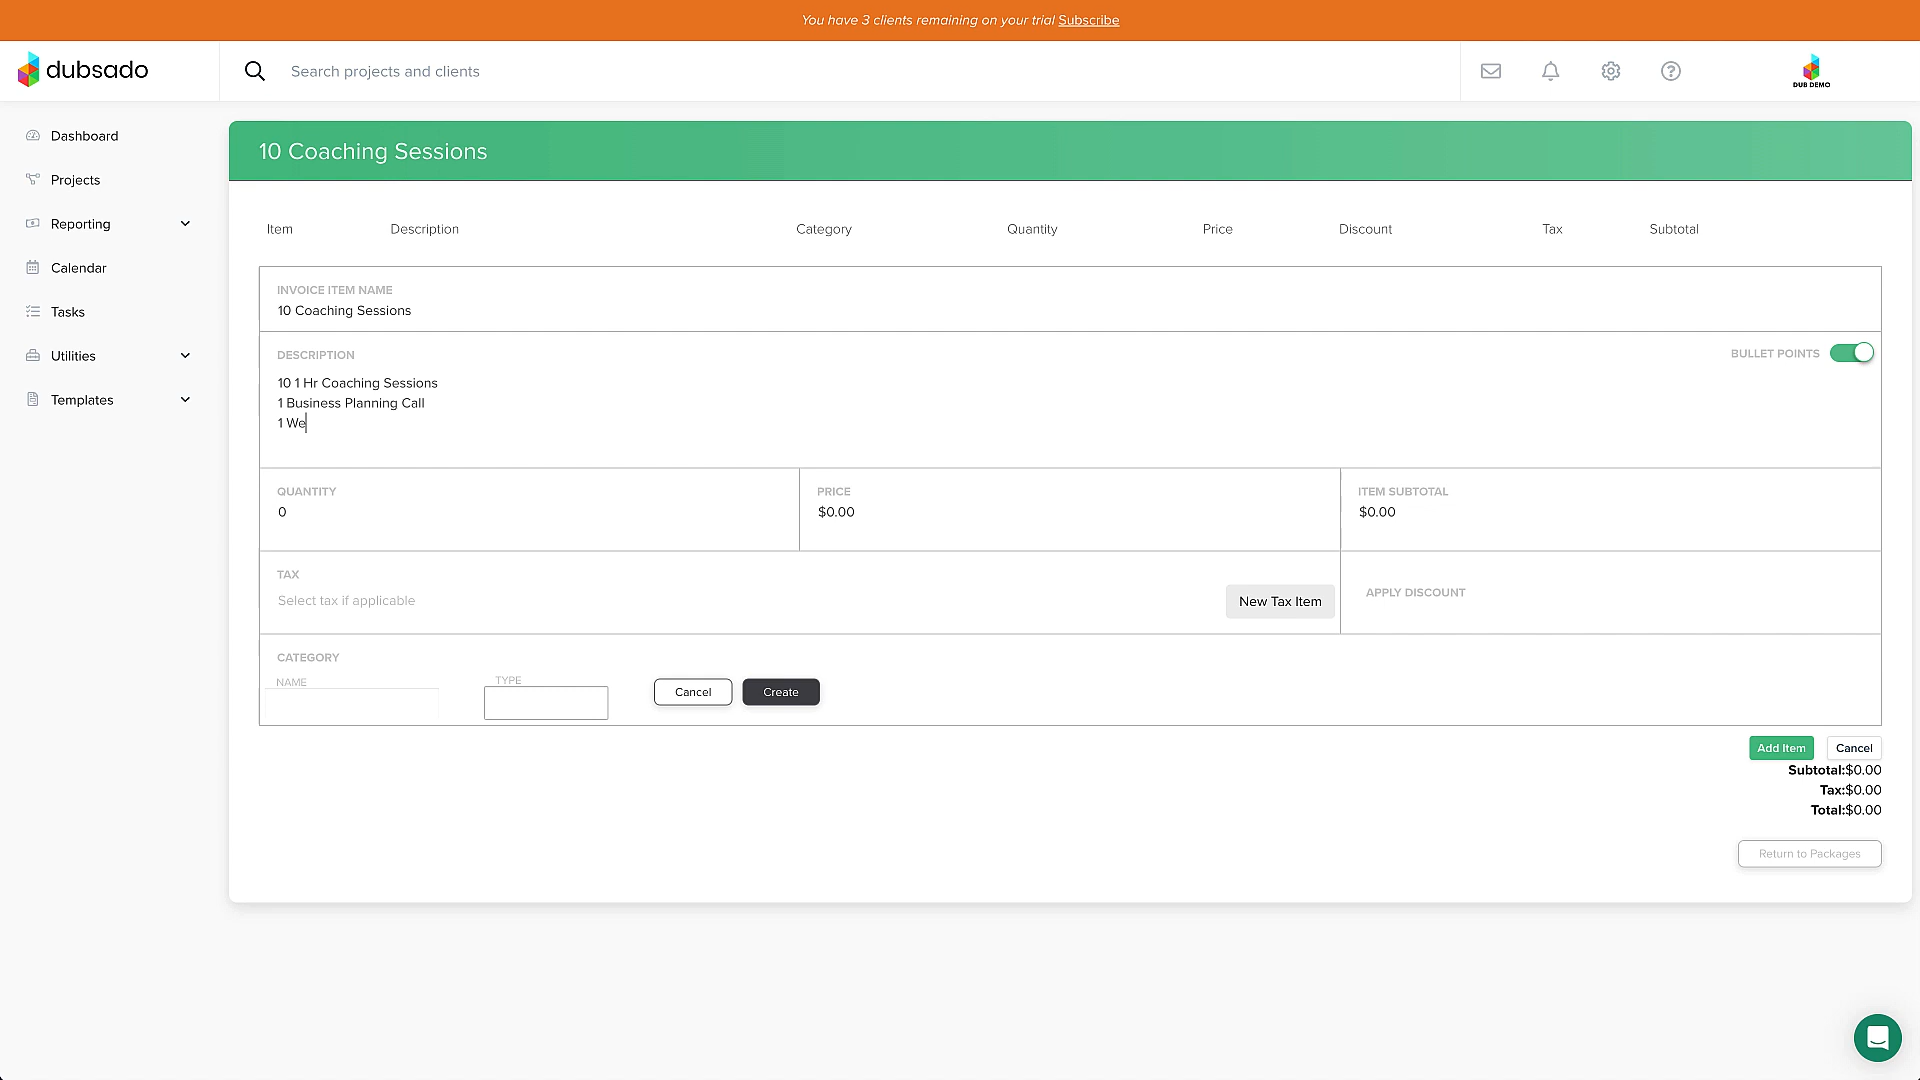 You have 3 clients remaining on your trial Subscribe
dubsado
Search projects and clients
DUB DEMO
Dashboard
Projects
Reporting
Calendar
Tasks
Utilities
Templates
10 Coaching Sessions
Item Description Category Quantity Price Discount Tax Subtotal
INVOICE ITEM NAME
10 Coaching Sessions
DESCRIPTION
BULLET POINTS
10 1 Hr Coaching Sessions
1 Business Planning Call
1 We
QUANTITY
0
PRICE
$0.00
ITEM SUBTOTAL
$0.00
TAX
Select tax if applicable
New Tax Item
APPLY DISCOUNT
CATEGORY
NAME
TYPE
Cancel
Create
Add Item
Cancel
Subtotal:$0.00
Tax:$0.00
Total:$0.00
Return to Packages